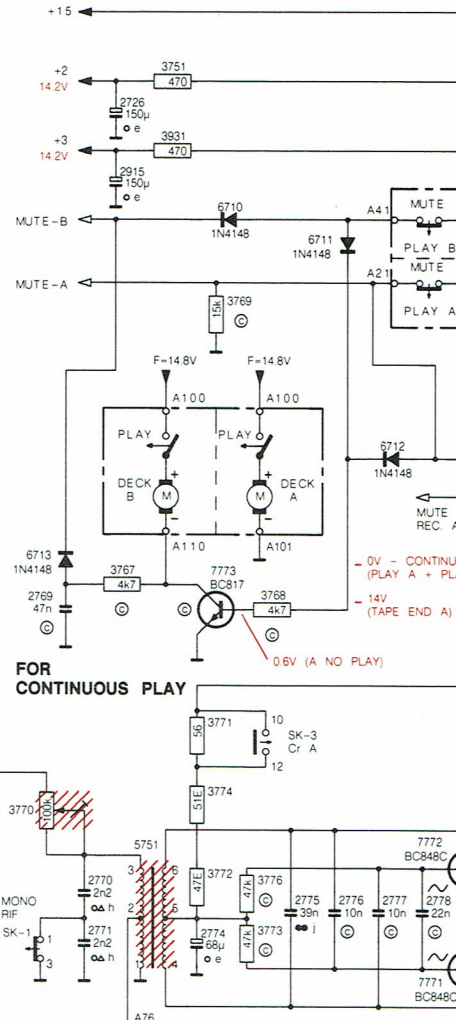 +15
+2
14.2V
3751
470
2726
150µ
e
+3
14.2V
3931
470
2915
150µ
e
MUTE-B
6710
1N4148
A41
MUTE
PLAY B
6711
1N4148
MUTE-A
A21
MUTE
PLAY A
15k
3769
C
F=14.8V
F=14.8V
A100
A100
PLAY
PLAY
DECK
B
+
M
-
+
M
-
DECK
A
6712
1N4148
MUTE
REC. A
A110
A101
6713
1N4148
3767
4k7
C
7773
BC817
C
3768
4k7
C
0V - CONTINU
(PLAY A + PL
14V
(TAPE END A)
2769
47n
C
0.6V (A NO PLAY)
FOR
CONTINUOUS PLAY
56
3771
10
SK-3
Cr A
12
51E
3774
3770
100k
5751
3
6
2
5
1
4
47E
3772
47k
3776
C
47k
3773
C
2774
68µ
e
2770
2n2
h
2771
2n2
h
MONO
RIF
SK-1
1
3
2775
39n
j
2776
10n
C
2777
10n
C
2778
22n
C
7772
BC848C
~
~
7771
BC848C
A76